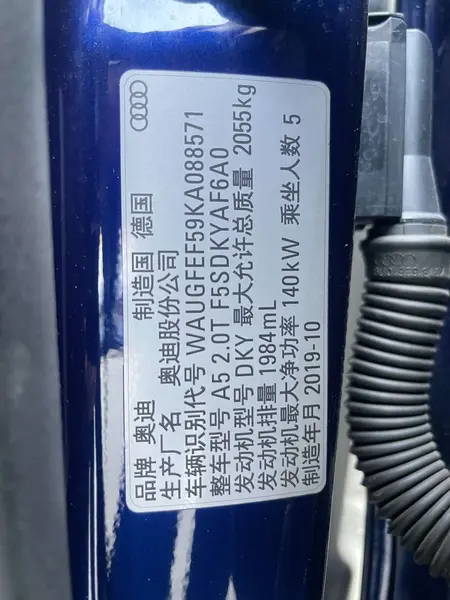 品牌 奥迪 制造国 德国
生产厂名 奥迪股份公司
车辆识别代号 WAUGFEF59KA088571
整车型号 A5 2.0T F5SDKYAF6A0
发动机型号 DKY 最大允许总质量 2055kg
发动机排量 1984mL
发动机最大净功率 140kW 乘坐人数 5
制造年月 2019-10